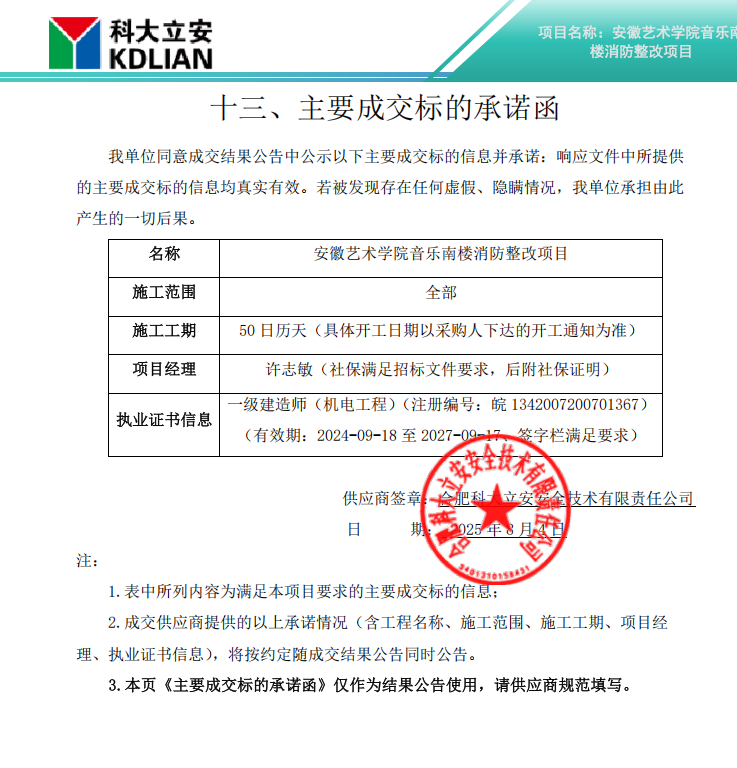 科大立安
KDLIAN
项目名称：安徽艺术学院音乐南
楼消防整改项目
十三、主要成交标的承诺函
我单位同意成交结果公告中公示以下主要成交标的信息并承诺：响应文件中所提供
的主要成交标的信息均真实有效。若被发现存在任何虚假、隐瞒情况，我单位承担由此
产生的一切后果。
名称 安徽艺术学院音乐南楼消防整改项目
施工范围 全部
施工工期 50 日历天（具体开工日期以采购人下达的开工通知为准）
项目经理 许志敏（社保满足招标文件要求，后附社保证明）
执业证书信息 一级建造师（机电工程）（注册编号：皖 1342007200701367）
（有效期：2024-09-18 至 2027-09-17、签字栏满足要求）
供应商签章：合肥科大立安安全技术有限责任公司
日 期：2025 年 8 月 4 日
合肥科大立安安全技术有限责任公司
3401310158431
注：
1.表中所列内容为满足本项目要求的主要成交标的信息；
2.成交供应商提供的以上承诺情况（含工程名称、施工范围、施工工期、项目经
理、执业证书信息），将按约定随成交结果公告同时公告。
3.本页《主要成交标的承诺函》仅作为结果公告使用，请供应商规范填写。